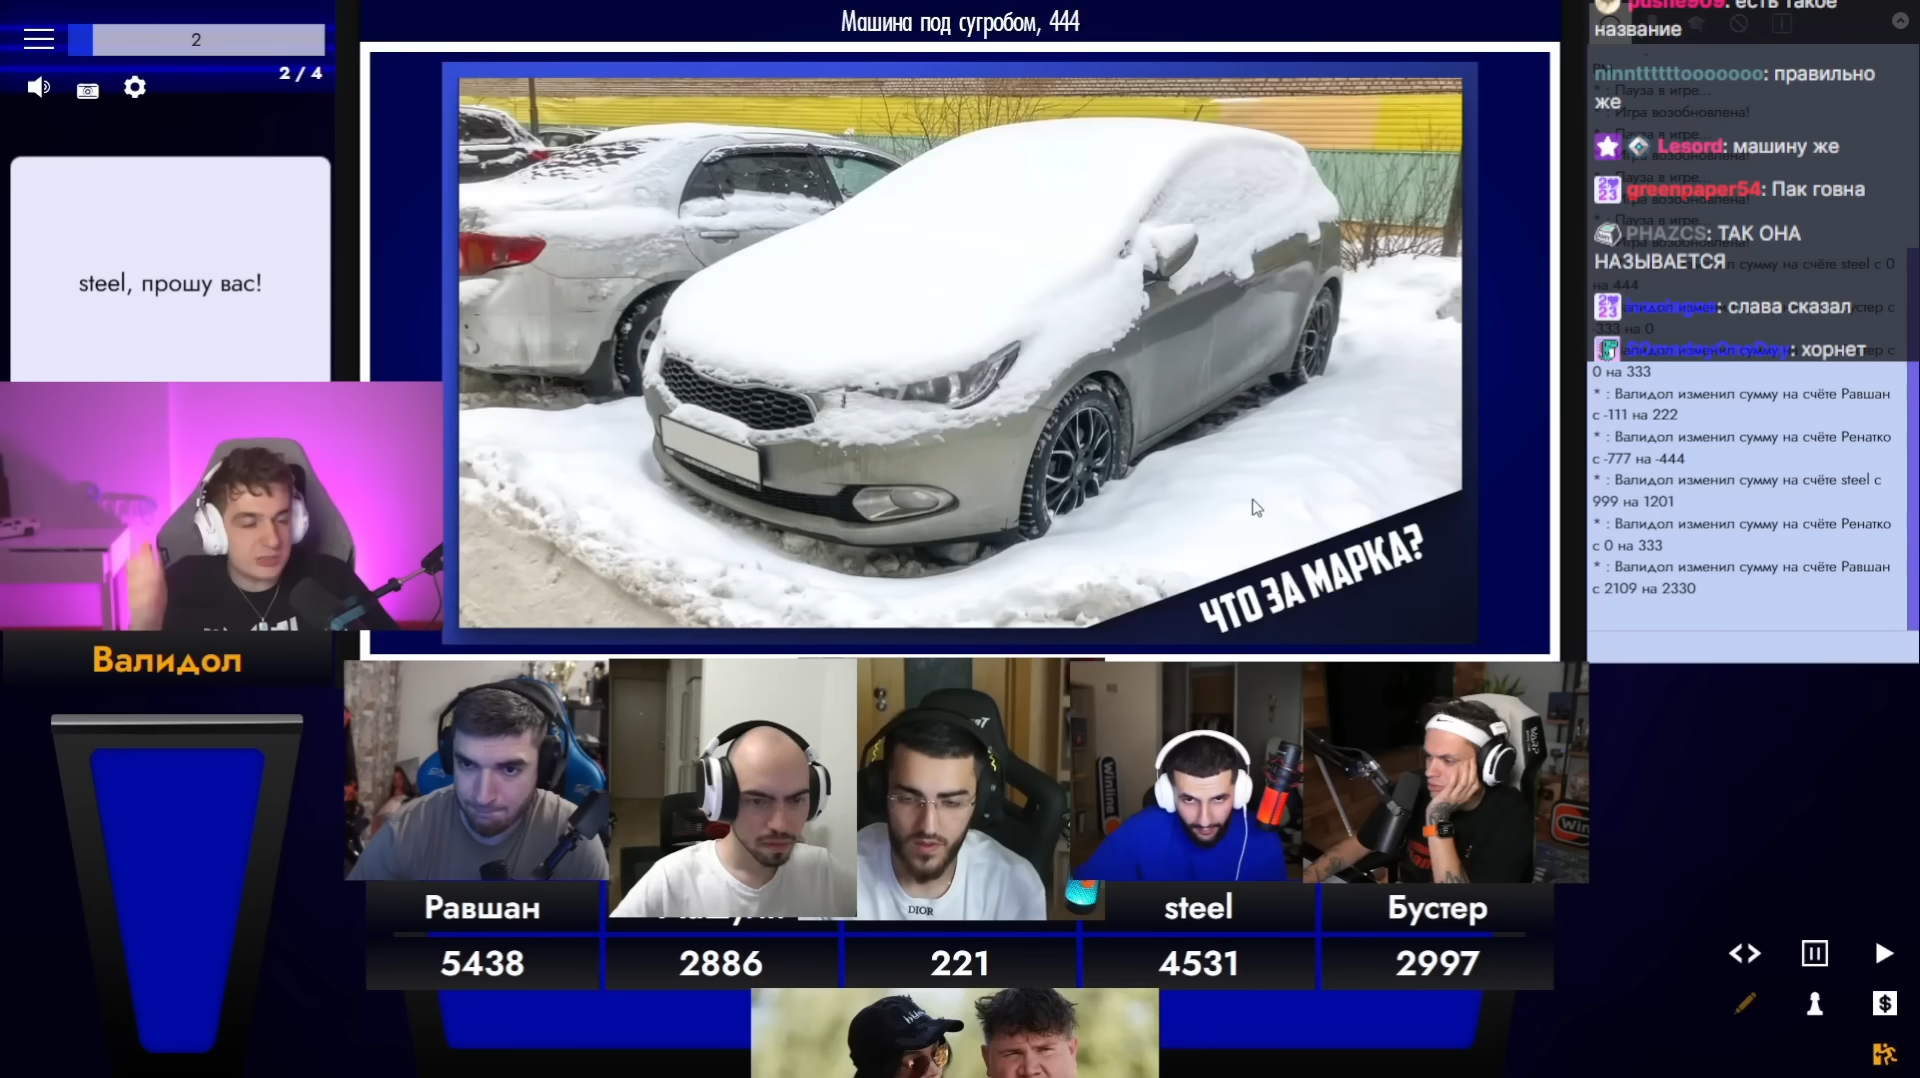 Машина под сугробом, 444
2
2 / 4
steel, прошу вас!
ЧТО ЗА МАРКА?
Валидол
есть такое
название
ninnttttttooooooo: правильно
же
Lesord: машину же
greenpaper54: Пак говна
PHAZCS: ТАК ОНА
НАЗЫВАЕТСЯ
: слава сказал
: хорнет
0 на 333
* : Валидол изменил сумму на счёте Равшан
с -111 на 222
* : Валидол изменил сумму на счёте Ренатко
с -777 на -444
* : Валидол изменил сумму на счёте steel с
999 на 1201
* : Валидол изменил сумму на счёте Ренатко
с 0 на 333
* : Валидол изменил сумму на счёте Равшан
с 2109 на 2330
DIOR
Winline
Равшан
steel
Бустер
5438
2886
221
4531
2997